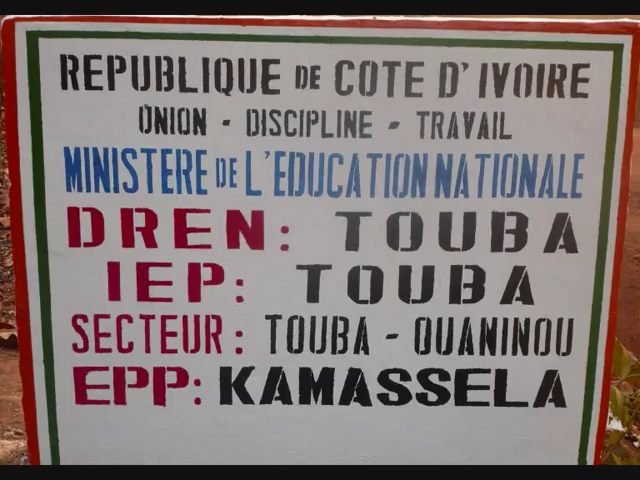 REPUBLIQUE DE COTE D'IVOIRE
UNION - DISCIPLINE - TRAVAIL
MINISTERE DE L'EDUCATION NATIONALE
DREN: TOUBA
IEP: TOUBA
SECTEUR: TOUBA - OUANINOU
EPP: KAMASSELA